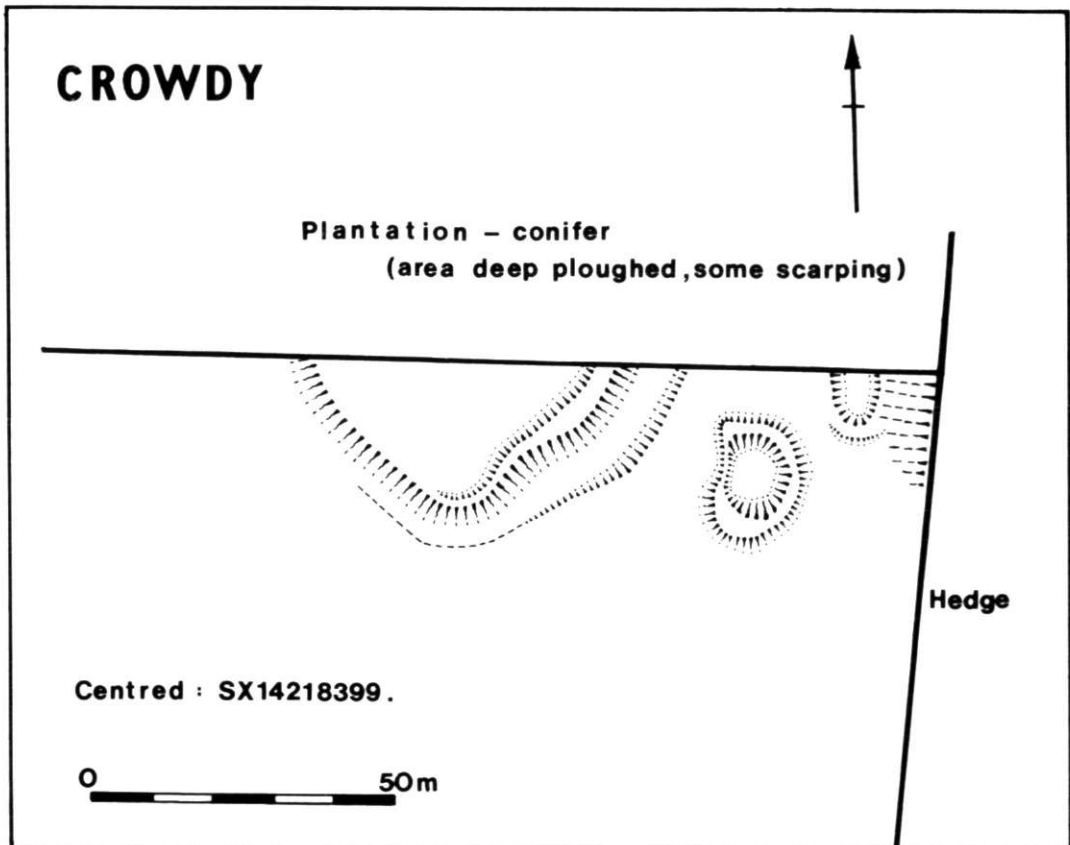 CROWDY
Plantation – conifer
(area deep ploughed, some scarping)
Hedge
Centred : SX14218399.
0 50m